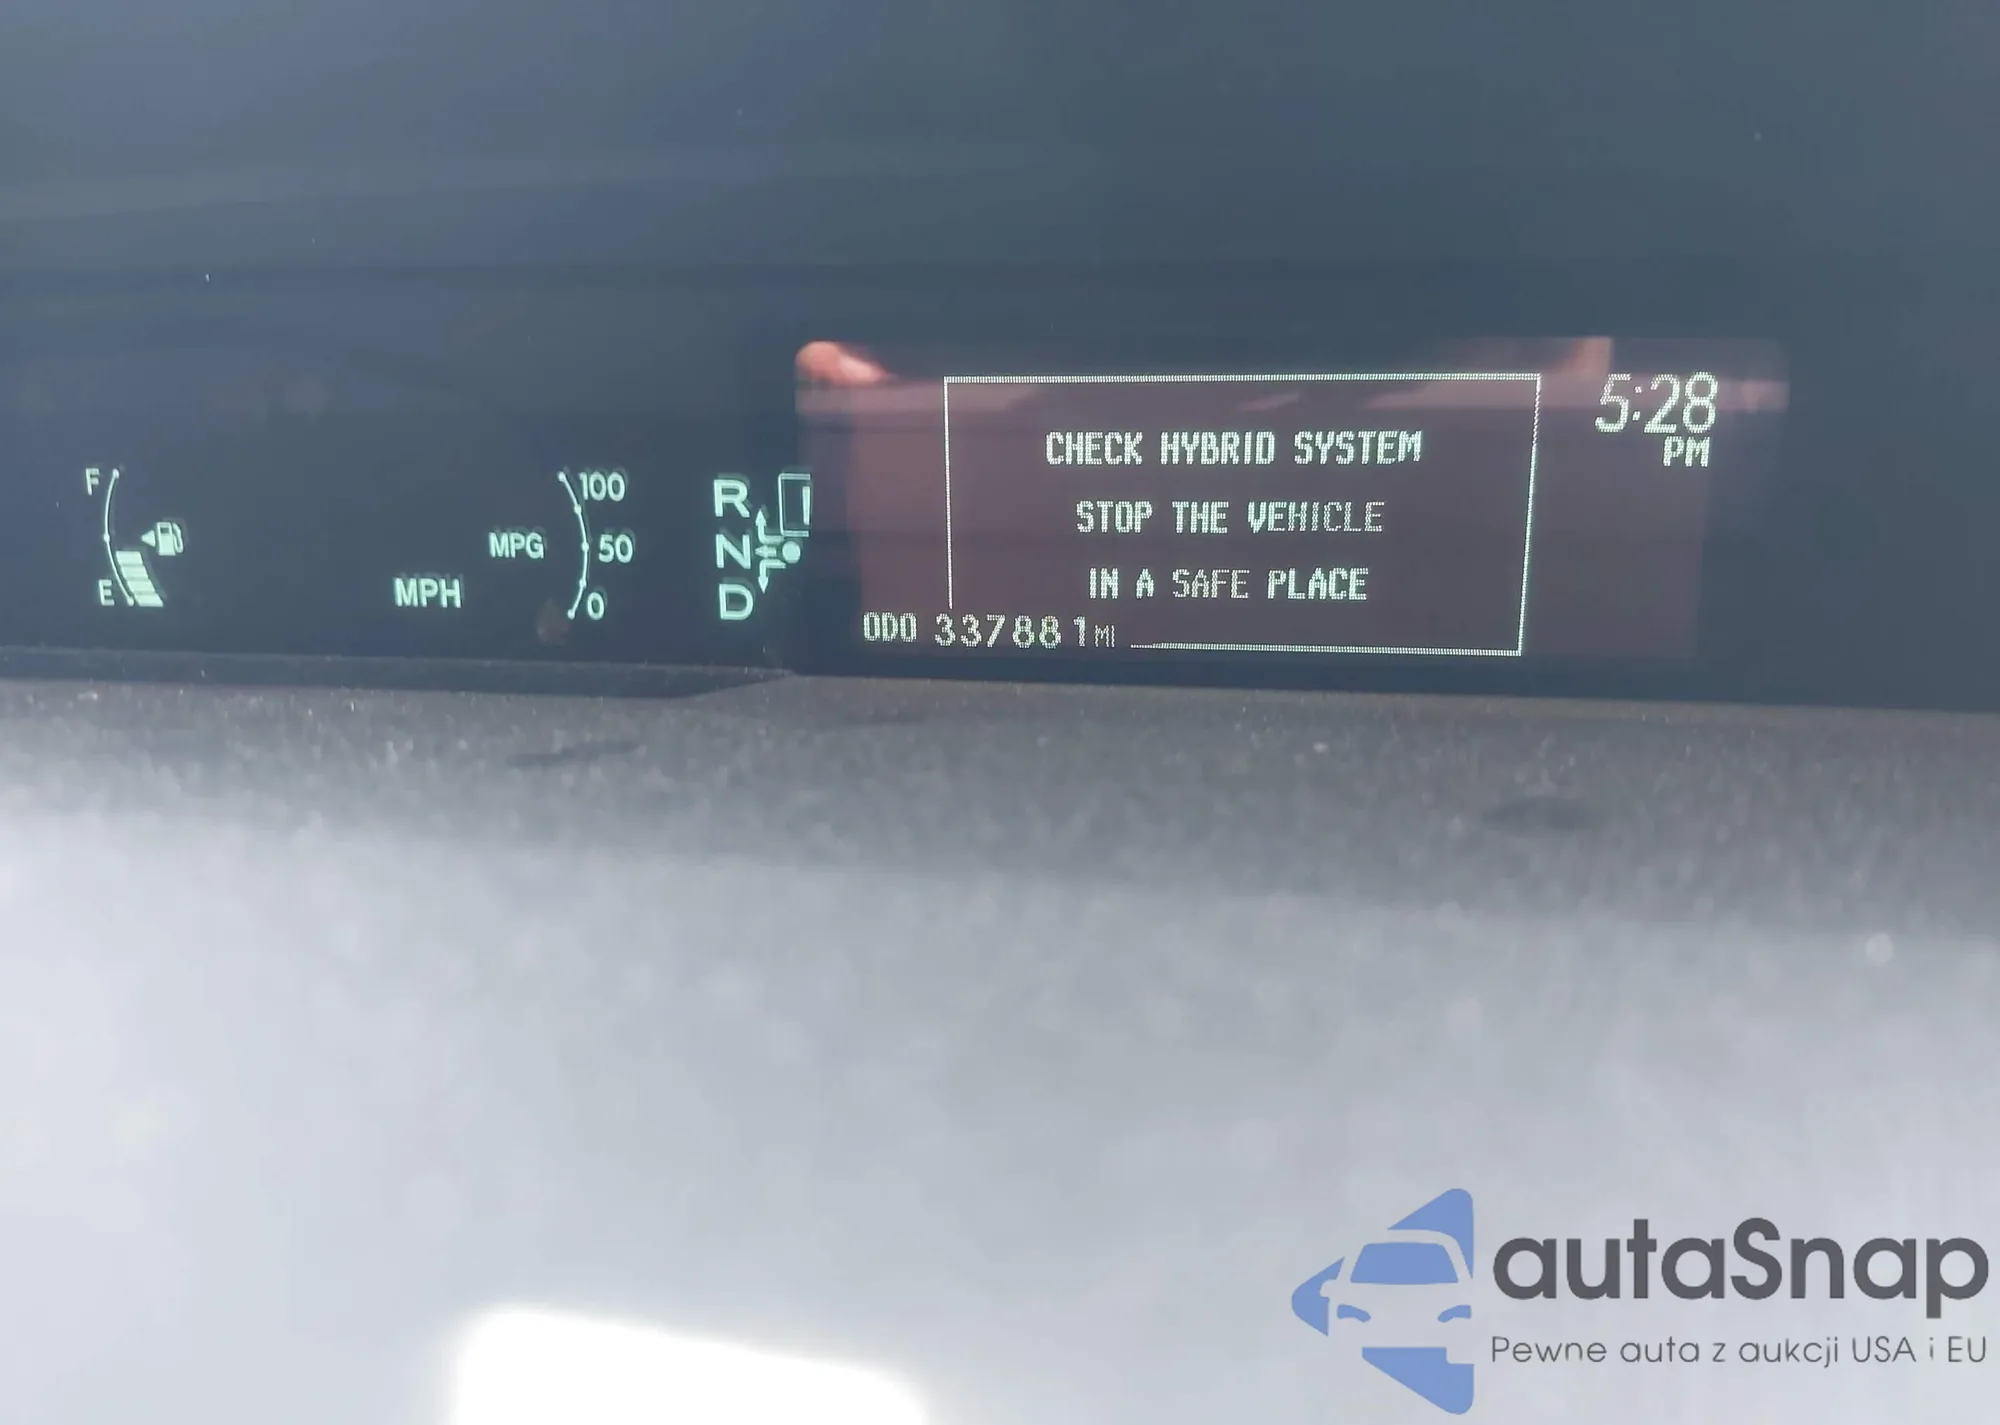 F
E
MPH
MPG
100
50
0
R
N
D
!
CHECK HYBRID SYSTEM
STOP THE VEHICLE
IN A SAFE PLACE
5:28
PM
ODO 337881 MI
autaSnap
Pewne auta z aukcji USA i EU